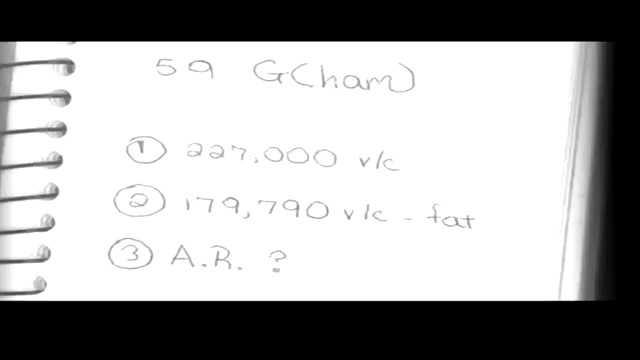 59 G(ham)
① 227,000 v/c
② 179,790 v/c - fat
③ A.R. ?